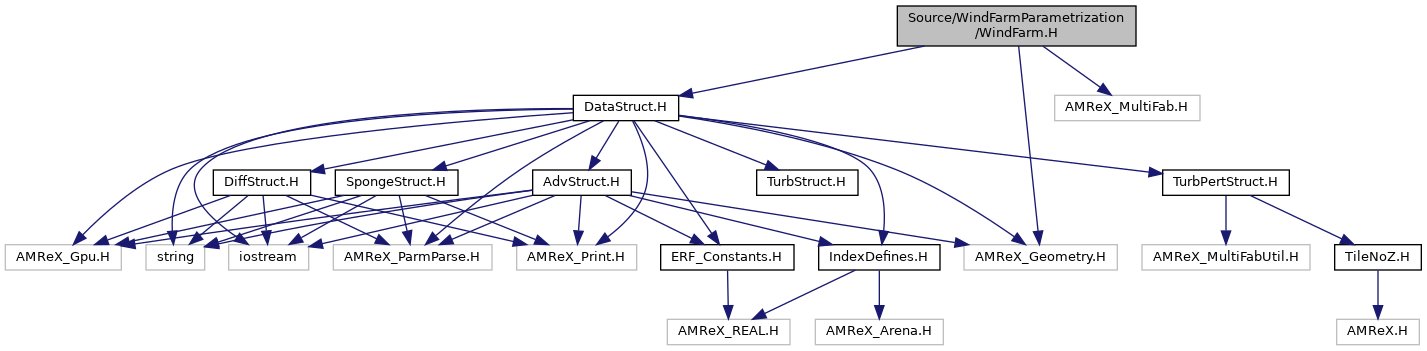 Source/WindFarmParametrization
/WindFarm.H
DataStruct.H
AMReX_MultiFab.H
DiffStruct.H
SpongeStruct.H
AdvStruct.H
TurbStruct.H
TurbPertStruct.H
AMReX_Gpu.H
string
iostream
AMReX_ParmParse.H
AMReX_Print.H
ERF_Constants.H
IndexDefines.H
AMReX_Geometry.H
AMReX_MultiFabUtil.H
TileNoZ.H
AMReX_REAL.H
AMReX_Arena.H
AMReX.H